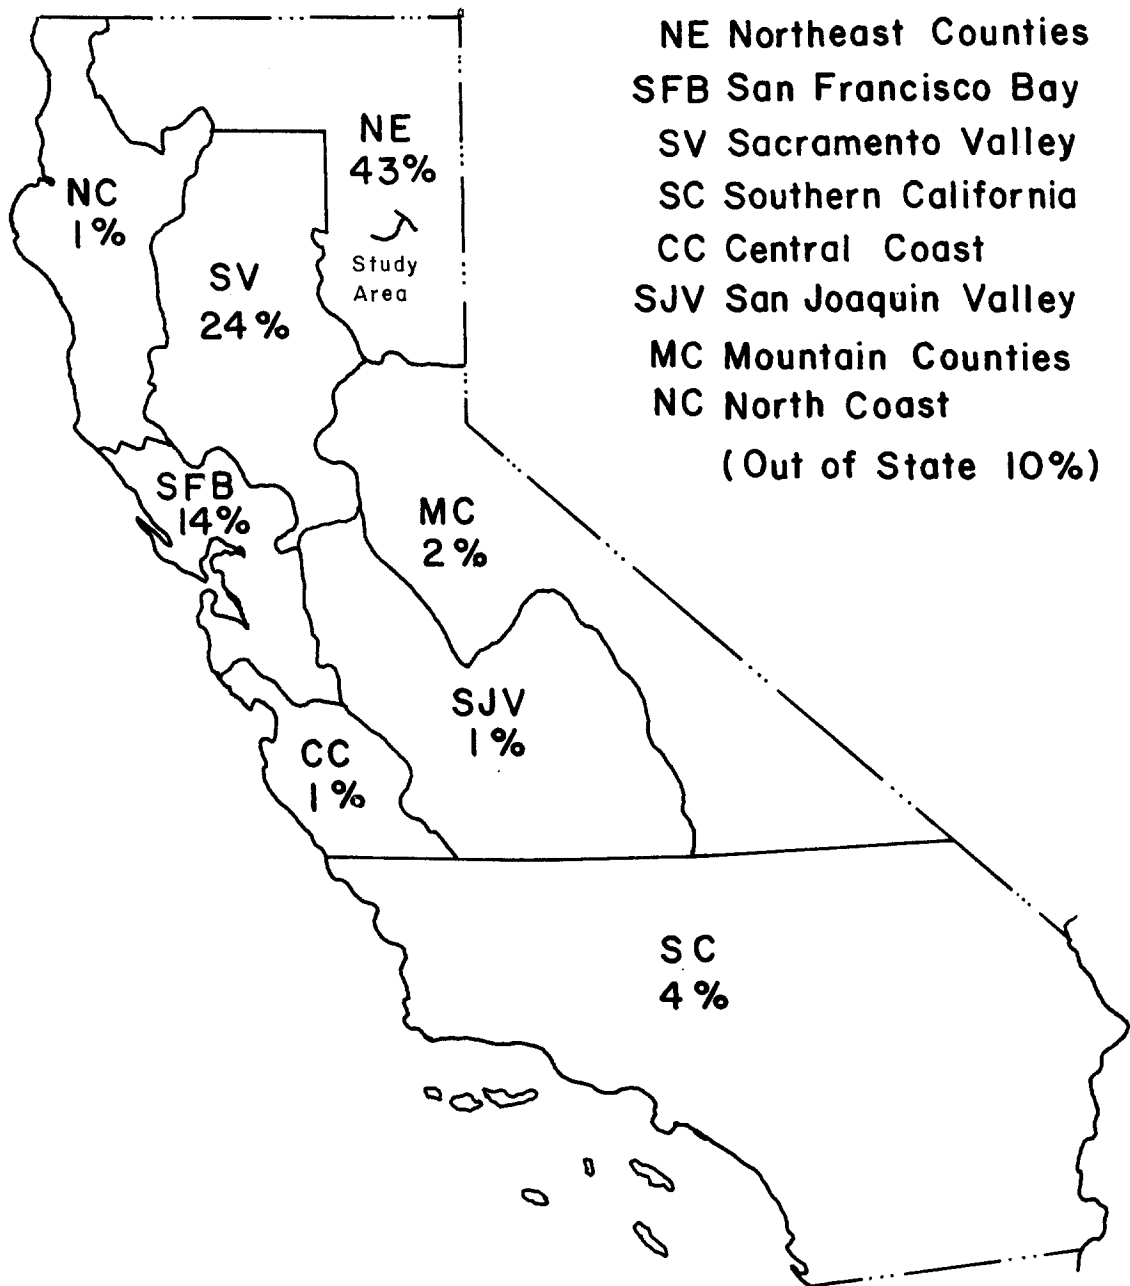 NE Northeast Counties
SFB San Francisco Bay
SV Sacramento Valley
SC Southern California
CC Central Coast
SJV San Joaquin Valley
MC Mountain Counties
NC North Coast
(Out of State 10%)
NE
43%
Study
Area
NC
1%
SV
24%
SFB
14%
MC
2%
SJV
1%
CC
1%
SC
4%